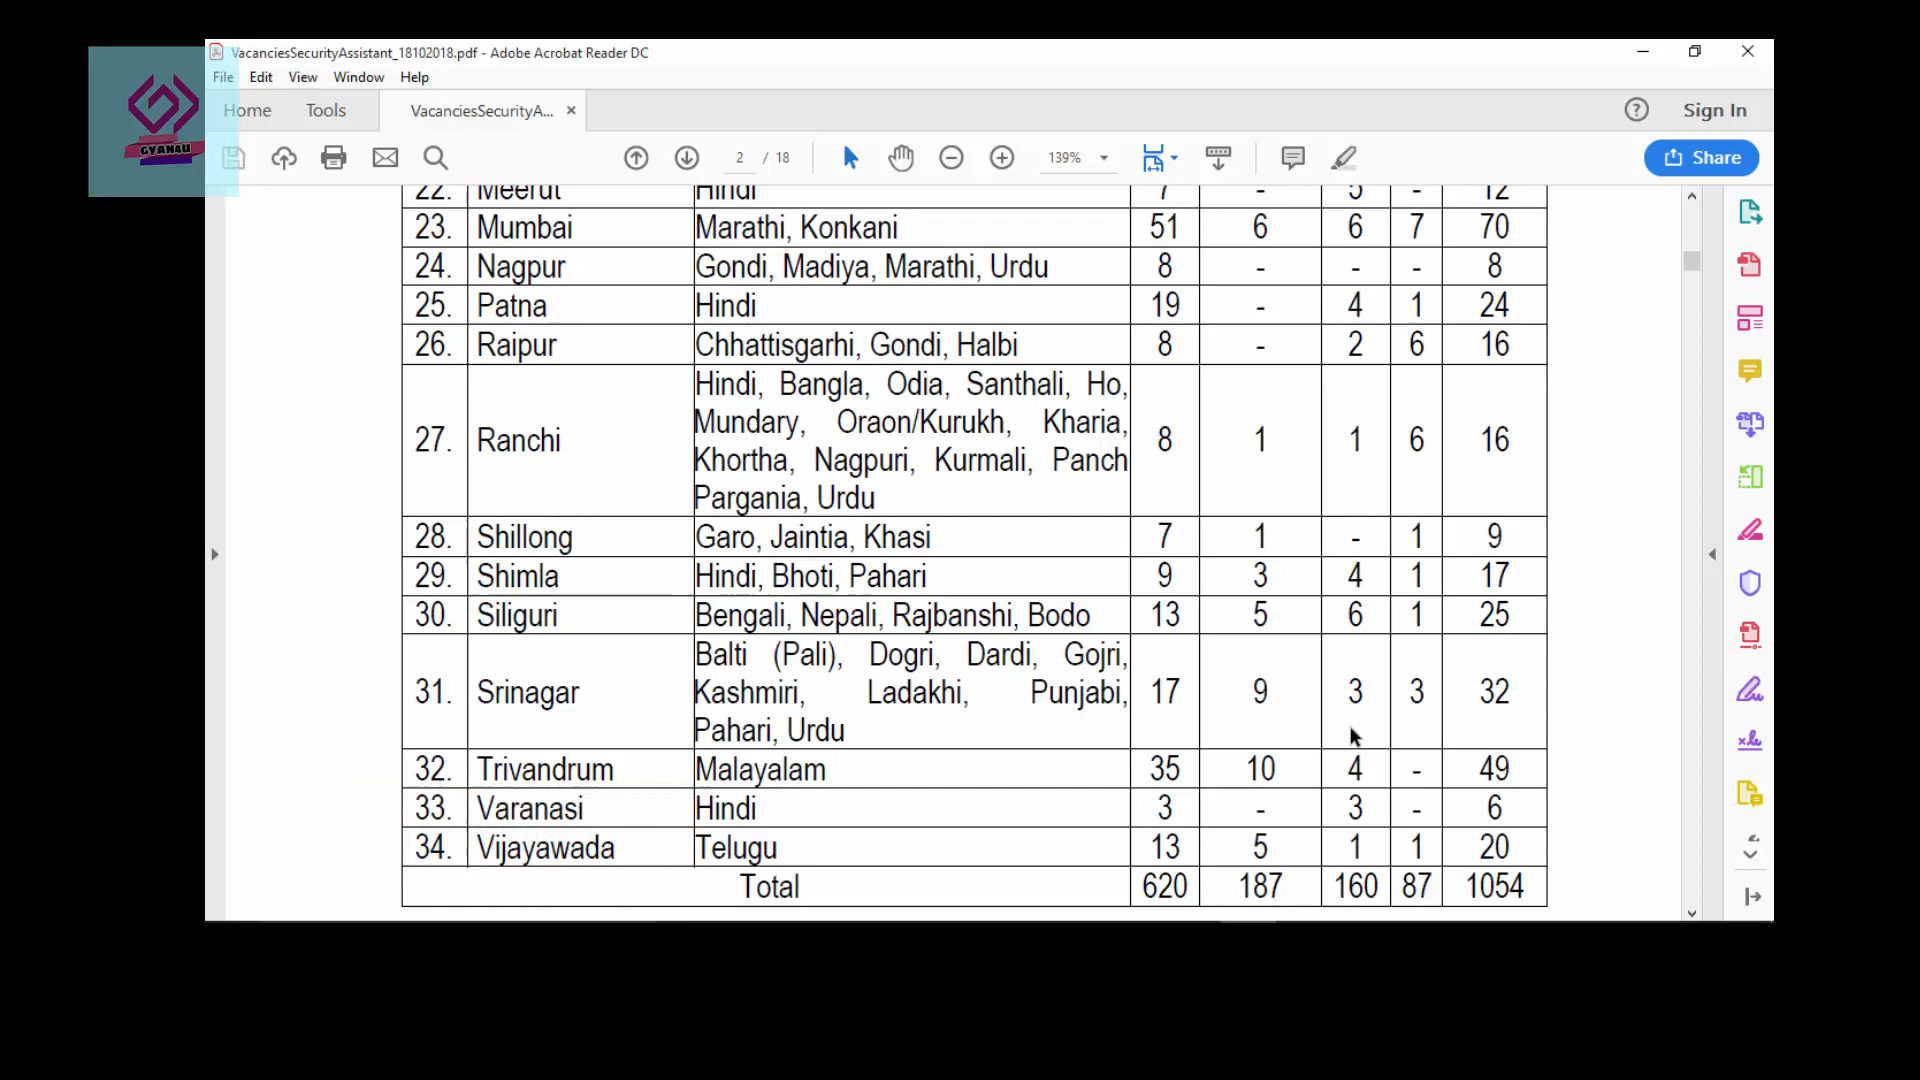 VacanciesSecurityAssistant_18102018.pdf - Adobe Acrobat Reader DC
File Edit View Window Help
Home Tools VacanciesSecurityA... × Sign In
GYAN4U
2 / 18 139% Share
22. Meerut Hindi 7 - 5 - 12
23. Mumbai Marathi, Konkani 51 6 6 7 70
24. Nagpur Gondi, Madiya, Marathi, Urdu 8 - - - 8
25. Patna Hindi 19 - 4 1 24
26. Raipur Chhattisgarhi, Gondi, Halbi 8 - 2 6 16
Hindi, Bangla, Odia, Santhali, Ho,
Mundary, Oraon/Kurukh, Kharia,
27. Ranchi 8 1 1 6 16
Khortha, Nagpuri, Kurmali, Panch
Pargania, Urdu
28. Shillong Garo, Jaintia, Khasi 7 1 - 1 9
29. Shimla Hindi, Bhoti, Pahari 9 3 4 1 17
30. Siliguri Bengali, Nepali, Rajbanshi, Bodo 13 5 6 1 25
Balti (Pali), Dogri, Dardi, Gojri,
31. Srinagar Kashmiri, Ladakhi, Punjabi, 17 9 3 3 32
Pahari, Urdu
32. Trivandrum Malayalam 35 10 4 - 49
33. Varanasi Hindi 3 - 3 - 6
34. Vijayawada Telugu 13 5 1 1 20
Total 620 187 160 87 1054